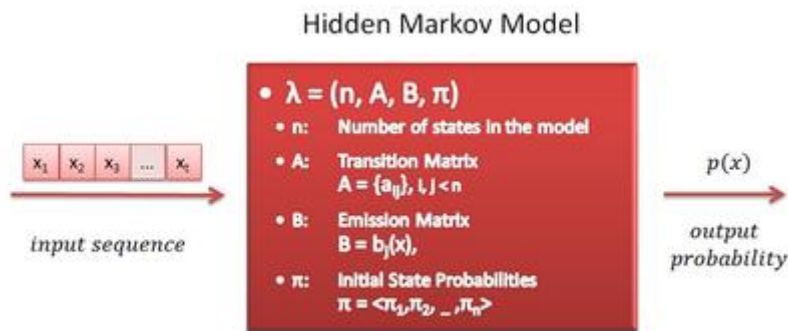 Hidden Markov Model
• λ = (n, A, B, π)
• n: Number of states in the model
• A: Transition Matrix
A = {aᵢⱼ}, i, j < n
• B: Emission Matrix
B = bⱼ(x),
• π: Initial State Probabilities
π = <π₁,π₂, _ ,πₙ>
x₁ x₂ x₃ ... xₜ
input sequence
p(x)
output
probability